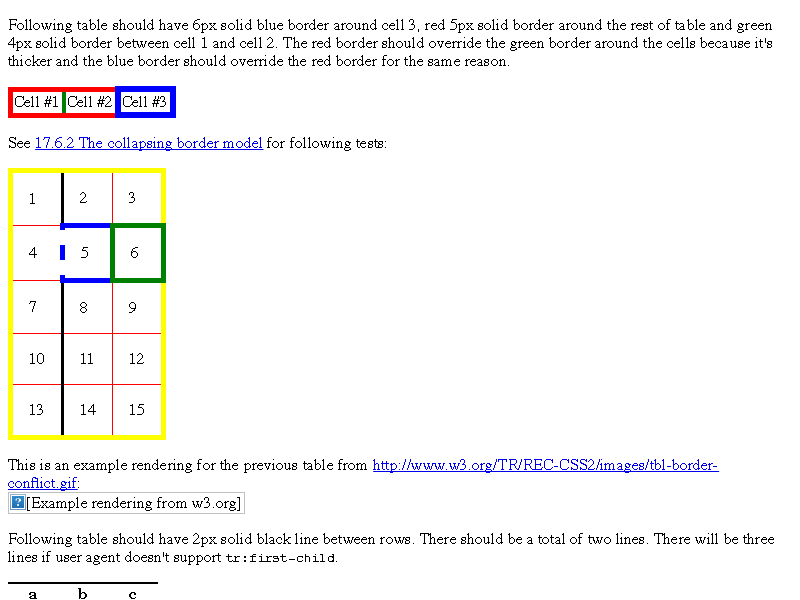 Following table should have 6px solid blue border around cell 3, red 5px solid border around the rest of table and green
4px solid border between cell 1 and cell 2. The red border should override the green border around the cells because it's
thicker and the blue border should override the red border for the same reason.
Cell #1 Cell #2 Cell #3
See 17.6.2 The collapsing border model for following tests:
1 2 3
4 5 6
7 8 9
10 11 12
13 14 15
This is an example rendering for the previous table from http://www.w3.org/TR/REC-CSS2/images/tbl-border-
conflict.gif:
[Example rendering from w3.org]
Following table should have 2px solid black line between rows. There should be a total of two lines. There will be three
lines if user agent doesn't support tr:first-child.
a b c